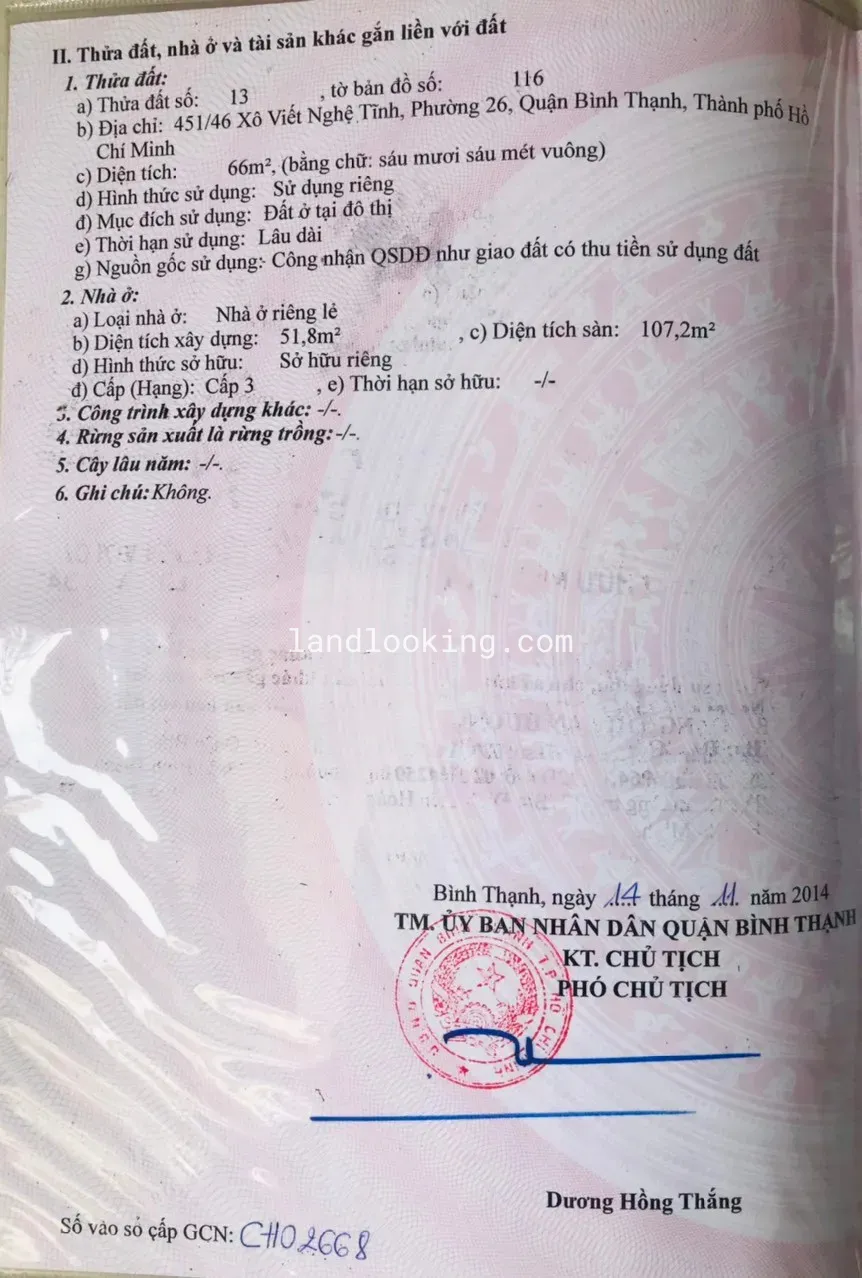 II. Thửa đất, nhà ở và tài sản khác gắn liền với đất
1. Thửa đất:
a) Thửa đất số: 13 , tờ bản đồ số: 116
b) Địa chỉ: 451/46 Xô Viết Nghệ Tĩnh, Phường 26, Quận Bình Thạnh, Thành phố Hồ
Chí Minh
c) Diện tích: 66m², (bằng chữ: sáu mươi sáu mét vuông)
d) Hình thức sử dụng: Sử dụng riêng
đ) Mục đích sử dụng: Đất ở tại đô thị
e) Thời hạn sử dụng: Lâu dài
g) Nguồn gốc sử dụng:- Công nhận QSDĐ như giao đất có thu tiền sử dụng đất
2. Nhà ở:
a) Loại nhà ở: Nhà ở riêng lẻ
b) Diện tích xây dựng: 51,8m² , c) Diện tích sàn: 107,2m²
d) Hình thức sở hữu: Sở hữu riêng
đ) Cấp (Hạng): Cấp 3 , e) Thời hạn sở hữu: -/-
3. Công trình xây dựng khác: -/-.
4. Rừng sản xuất là rừng trồng: -/-.
5. Cây lâu năm: -/-.
6. Ghi chú: Không.
landlooking.com
Bình Thạnh, ngày 14 tháng 11 năm 2014
TM. ỦY BAN NHÂN DÂN QUẬN BÌNH THẠNH
KT. CHỦ TỊCH
PHÓ CHỦ TỊCH
Dương Hồng Thắng
Số vào sổ cấp GCN: CH02668